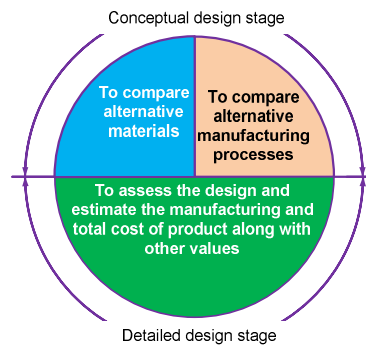 Conceptual design stage
To compare
alternative
materials
To compare
alternative
manufacturing
processes
To assess the design and
estimate the manufacturing and
total cost of product along with
other values
Detailed design stage